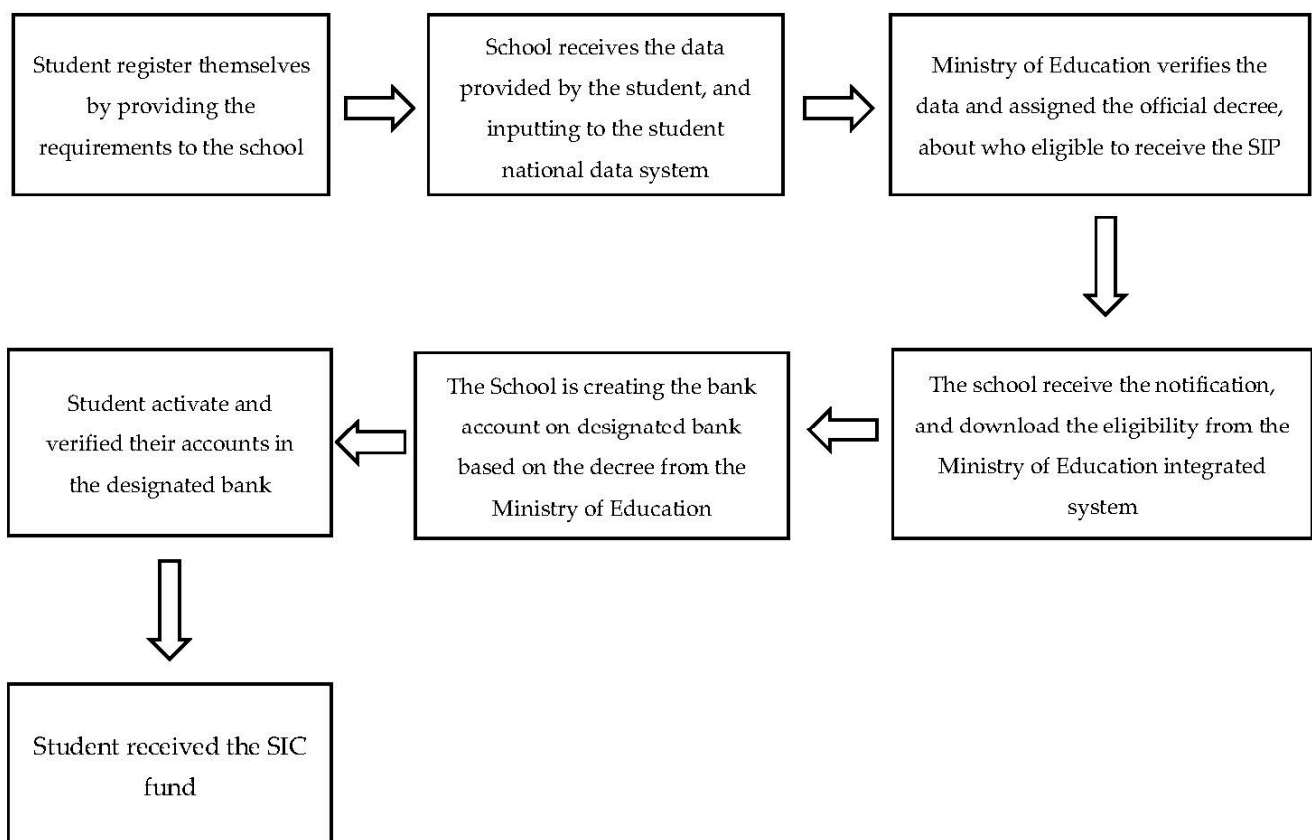 Student register themselves
by providing the
requirements to the school
School receives the data
provided by the student, and
inputting to the student
national data system
Ministry of Education verifies the
data and assigned the official decree,
about who eligible to receive the SIP
The school receive the notification,
and download the eligibility from the
Ministry of Education integrated
system
The School is creating the bank
account on designated bank
based on the decree from the
Ministry of Education
Student activate and
verified their accounts in
the designated bank
Student received the SIC
fund